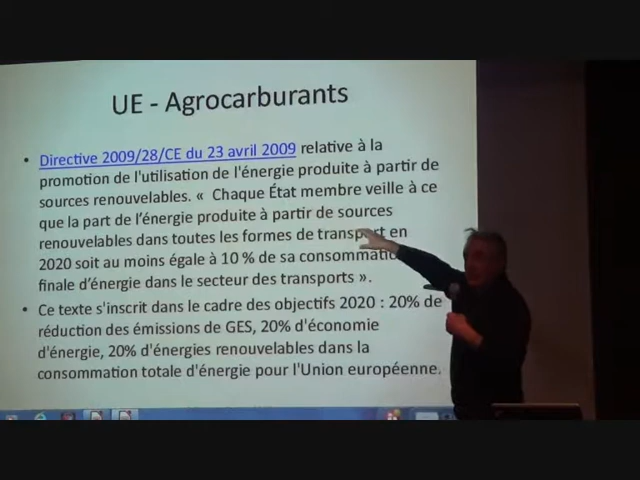 UE - Agrocarburants
• Directive 2009/28/CE du 23 avril 2009 relative à la
promotion de l'utilisation de l'énergie produite à partir de
sources renouvelables. « Chaque État membre veille à ce
que la part de l'énergie produite à partir de sources
renouvelables dans toutes les formes de transport en
2020 soit au moins égale à 10 % de sa consommatio
finale d'énergie dans le secteur des transports ».
• Ce texte s'inscrit dans le cadre des objectifs 2020 : 20% de
réduction des émissions de GES, 20% d'économie
d'énergie, 20% d'énergies renouvelables dans la
consommation totale d'énergie pour l'Union européenne.